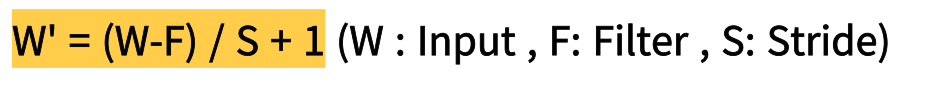 W' = (W-F) / S + 1 (W : Input , F: Filter , S: Stride)